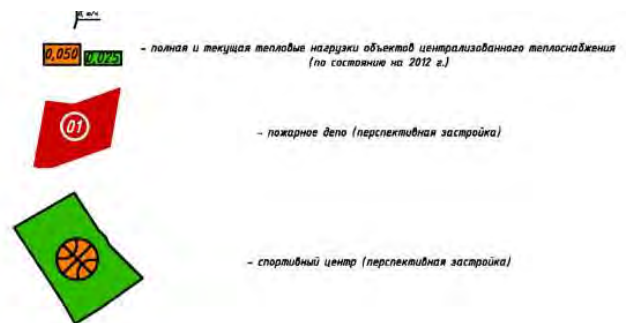 0,050 0,025 - полная и текущая тепловые нагрузки объектов централизованного теплоснабжения
(по состоянию на 2012 г.)
01 - пожарное депо (перспективная застройка)
- спортивный центр (перспективная застройка)